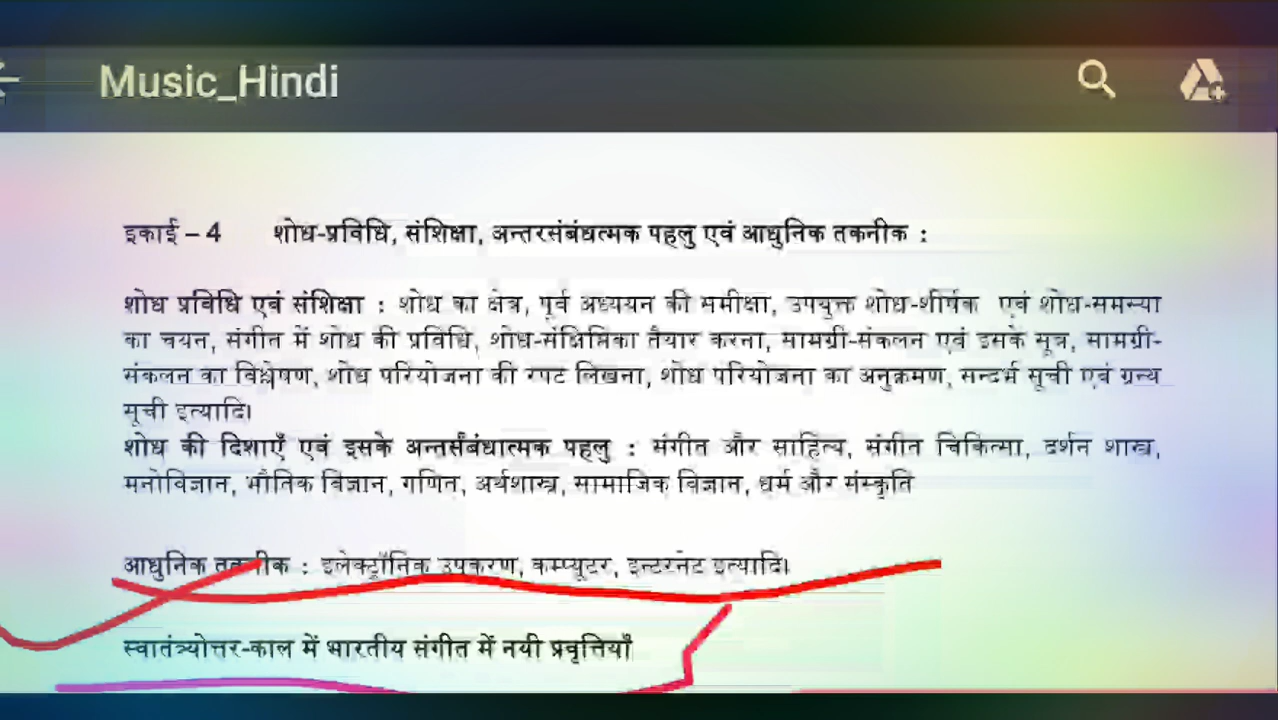 Music_Hindi
इकाई – 4 शोध-प्रविधि, संशिक्षा, अन्तरसंबंधत्मक पहलु एवं आधुनिक तकनीक :
शोध प्रविधि एवं संशिक्षा : शोध का क्षेत्र, पूर्व अध्ययन की समीक्षा, उपयुक्त शोध-शीर्षक एवं शोध-समस्या
का चयन, संगीत में शोध की प्रविधि, शोध-संक्षिप्तिका तैयार करना, सामग्री-संकलन एवं इसके सूत्र, सामग्री-
संकलन का विश्लेषण, शोध परियोजना की रपट लिखना, शोध परियोजना का अनुक्रमण, सन्दर्भ सूची एवं ग्रन्थ
सूची इत्यादि।
शोध की दिशाएँ एवं इसके अन्तर्संबंधात्मक पहलु : संगीत और साहित्य, संगीत चिकित्सा, दर्शन शास्त्र,
मनोविज्ञान, भौतिक विज्ञान, गणित, अर्थशास्त्र, सामाजिक विज्ञान, धर्म और संस्कृति
आधुनिक तकनीक : इलेक्ट्रॉनिक उपकरण, कम्प्यूटर, इन्टरनेट इत्यादि।
स्वातंत्र्योत्तर-काल में भारतीय संगीत में नयी प्रवृत्तियाँ